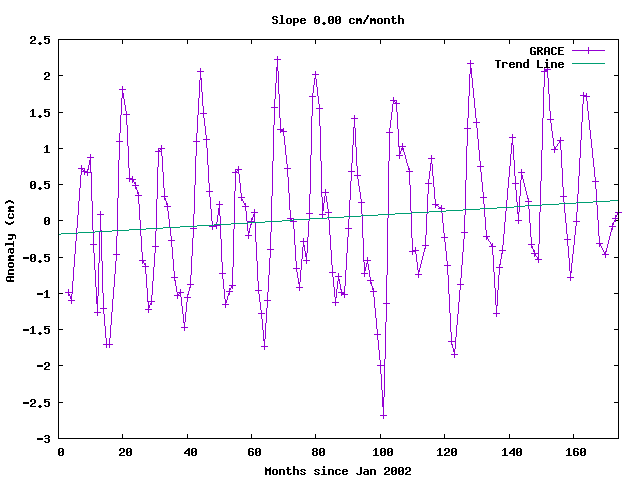 Slope 0.00 cm/month
GRACE
Trend Line
2.5
2
1.5
1
0.5
0
-0.5
-1
-1.5
-2
-2.5
-3
Anomaly (cm)
0 20 40 60 80 100 120 140 160
Months since Jan 2002